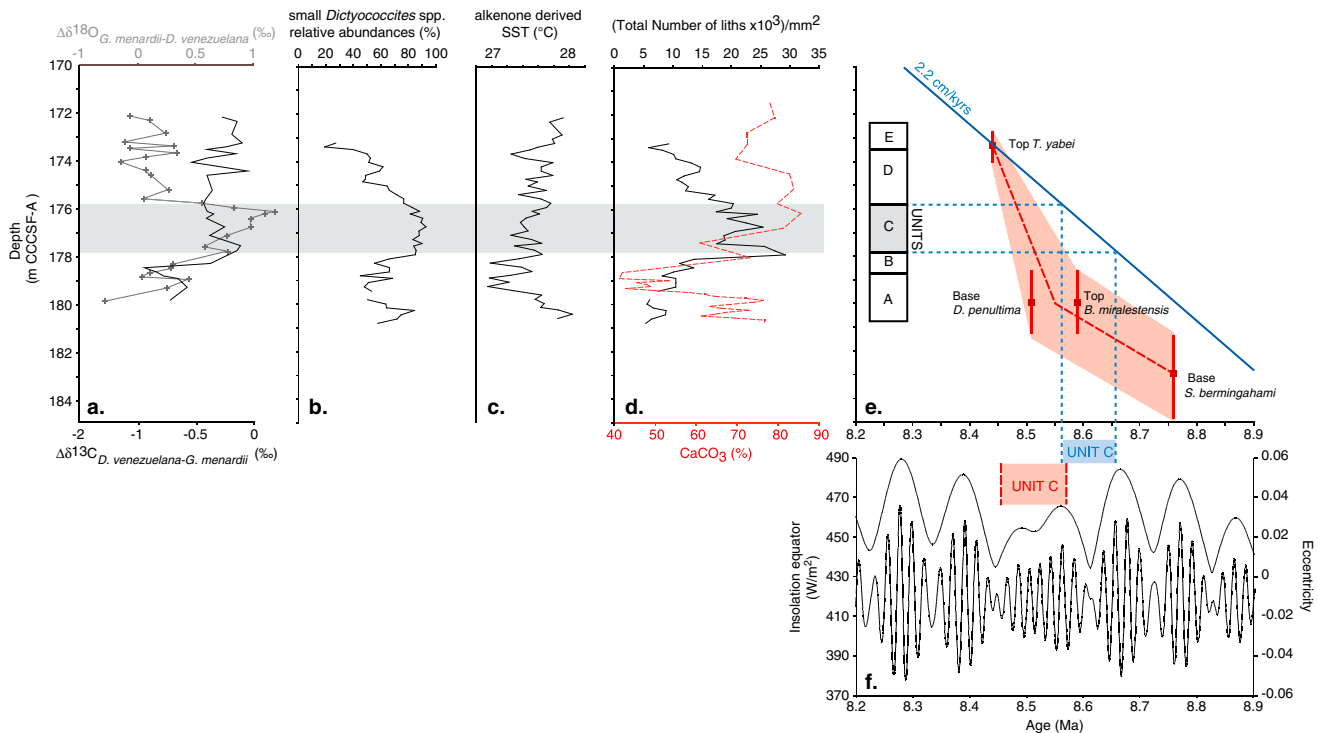 Δδ18O G. menardii-D. venezuelana (‰)
-1 0 0.5 1
small Dictyococcites spp.
relative abundances (%)
0 20 40 60 80 100
alkenone derived
SST (°C)
27 28
(Total Number of liths x10³)/mm²
0 5 10 15 20 25 30 35
170
172
174
176
178
180
182
184
Depth
(m CCCSF-A )
a.
b.
c.
d.
-2 -1 -0.5 0
Δδ13C D. venezuelana-G. menardii (‰)
40 50 60 70 80 90
CaCO3 (%)
2.2 cm/kyrs
E
D
C
B
A
UNITS
Top T. yabei
Base
D. penultima
Top
B. miralestensis
Base
S. bermingahami
e.
8.2 8.3 8.4 8.5 8.6 8.7 8.8 8.9
UNIT C
UNIT C
490
470
450
430
410
390
370
Insolation equator
(W/m²)
0.06
0.04
0.02
0
-0.02
-0.04
-0.06
Eccentricity
f.
8.2 8.3 8.4 8.5 8.6 8.7 8.8 8.9
Age (Ma)